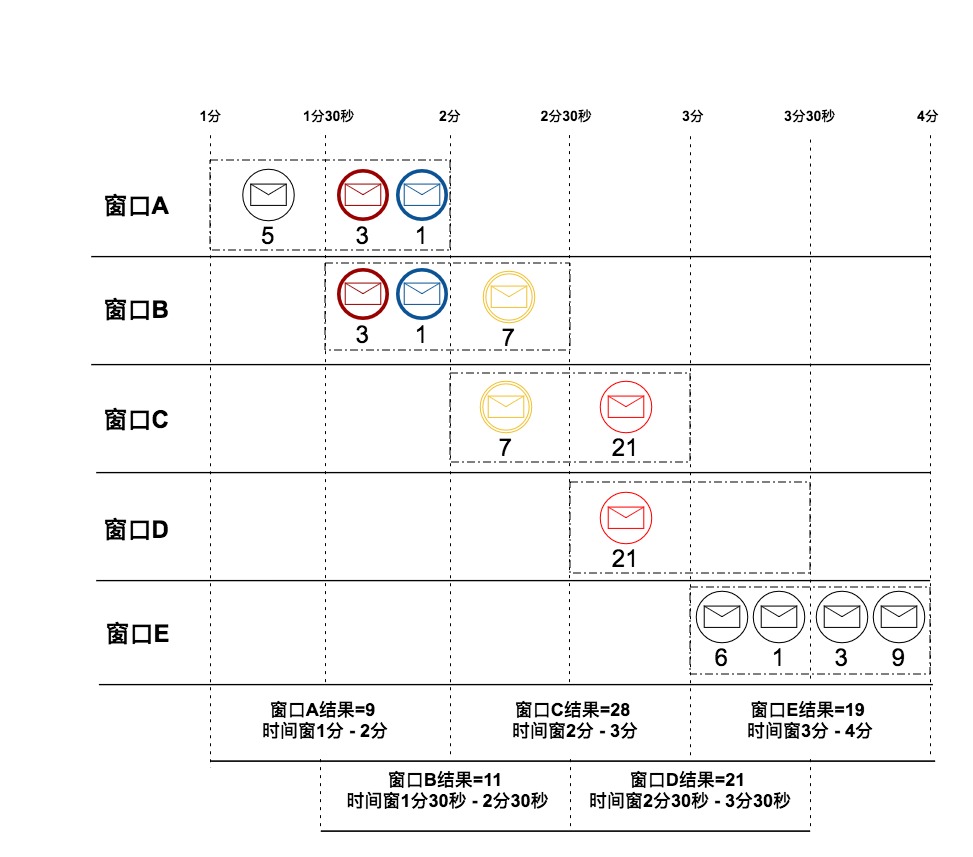 1分 1分30秒 2分 2分30秒 3分 3分30秒 4分
窗口A
5 3 1
窗口B
3 1 7
窗口C
7 21
窗口D
21
窗口E
6 1 3 9
窗口A结果=9
时间窗1分 - 2分
窗口C结果=28
时间窗2分 - 3分
窗口E结果=19
时间窗3分 - 4分
窗口B结果=11
时间窗1分30秒 - 2分30秒
窗口D结果=21
时间窗2分30秒 - 3分30秒